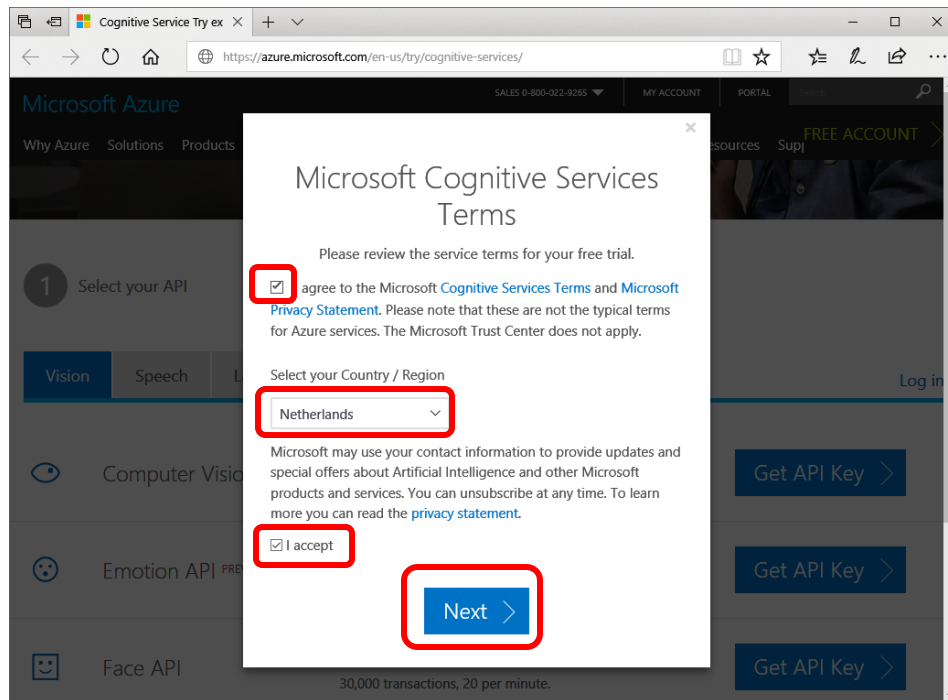 Cognitive Service Try ex
https://azure.microsoft.com/en-us/try/cognitive-services/
SALES 0-800-022-9265 MY ACCOUNT PORTAL Search
Microsoft Azure
FREE ACCOUNT
Why Azure Solutions Products esources Supp
Microsoft Cognitive Services
Terms
Please review the service terms for your free trial.
agree to the Microsoft Cognitive Services Terms and Microsoft
Privacy Statement. Please note that these are not the typical terms
for Azure services. The Microsoft Trust Center does not apply.
1 Select your API
Select your Country / Region
Vision Speech L
Log in
Netherlands
Microsoft may use your contact information to provide updates and
special offers about Artificial Intelligence and other Microsoft
products and services. You can unsubscribe at any time. To learn
more you can read the privacy statement.
Computer Visio Get API Key
I accept
Emotion API PREV Get API Key
Next
Face API Get API Key
30,000 transactions, 20 per minute.